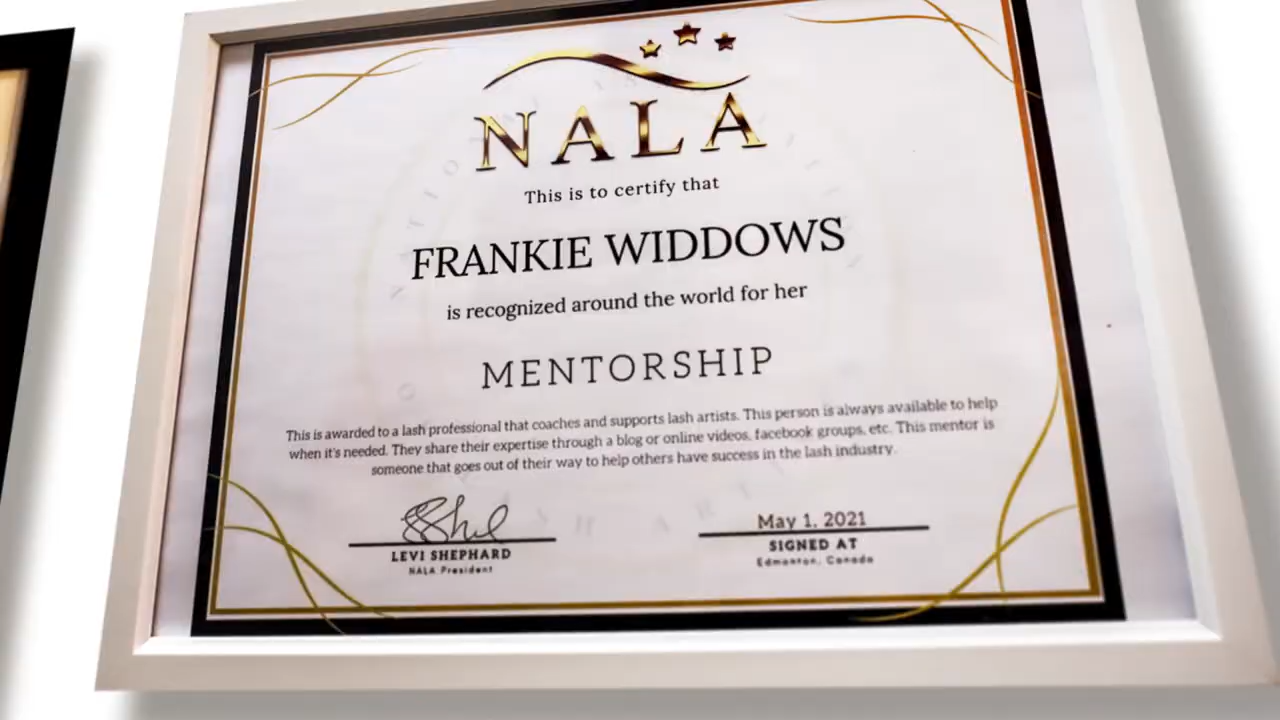 NALA
This is to certify that
FRANKIE WIDDOWS
is recognized around the world for her
MENTORSHIP
This is awarded to a lash professional that coaches and supports lash artists. This person is always available to help
when it's needed. They share their expertise through a blog or online videos, facebook groups, etc. This mentor is
someone that goes out of their way to help others have success in the lash industry.
May 1, 2021
LEVI SHEPHARD
SIGNED AT
NALA President
Edmonton, Canada